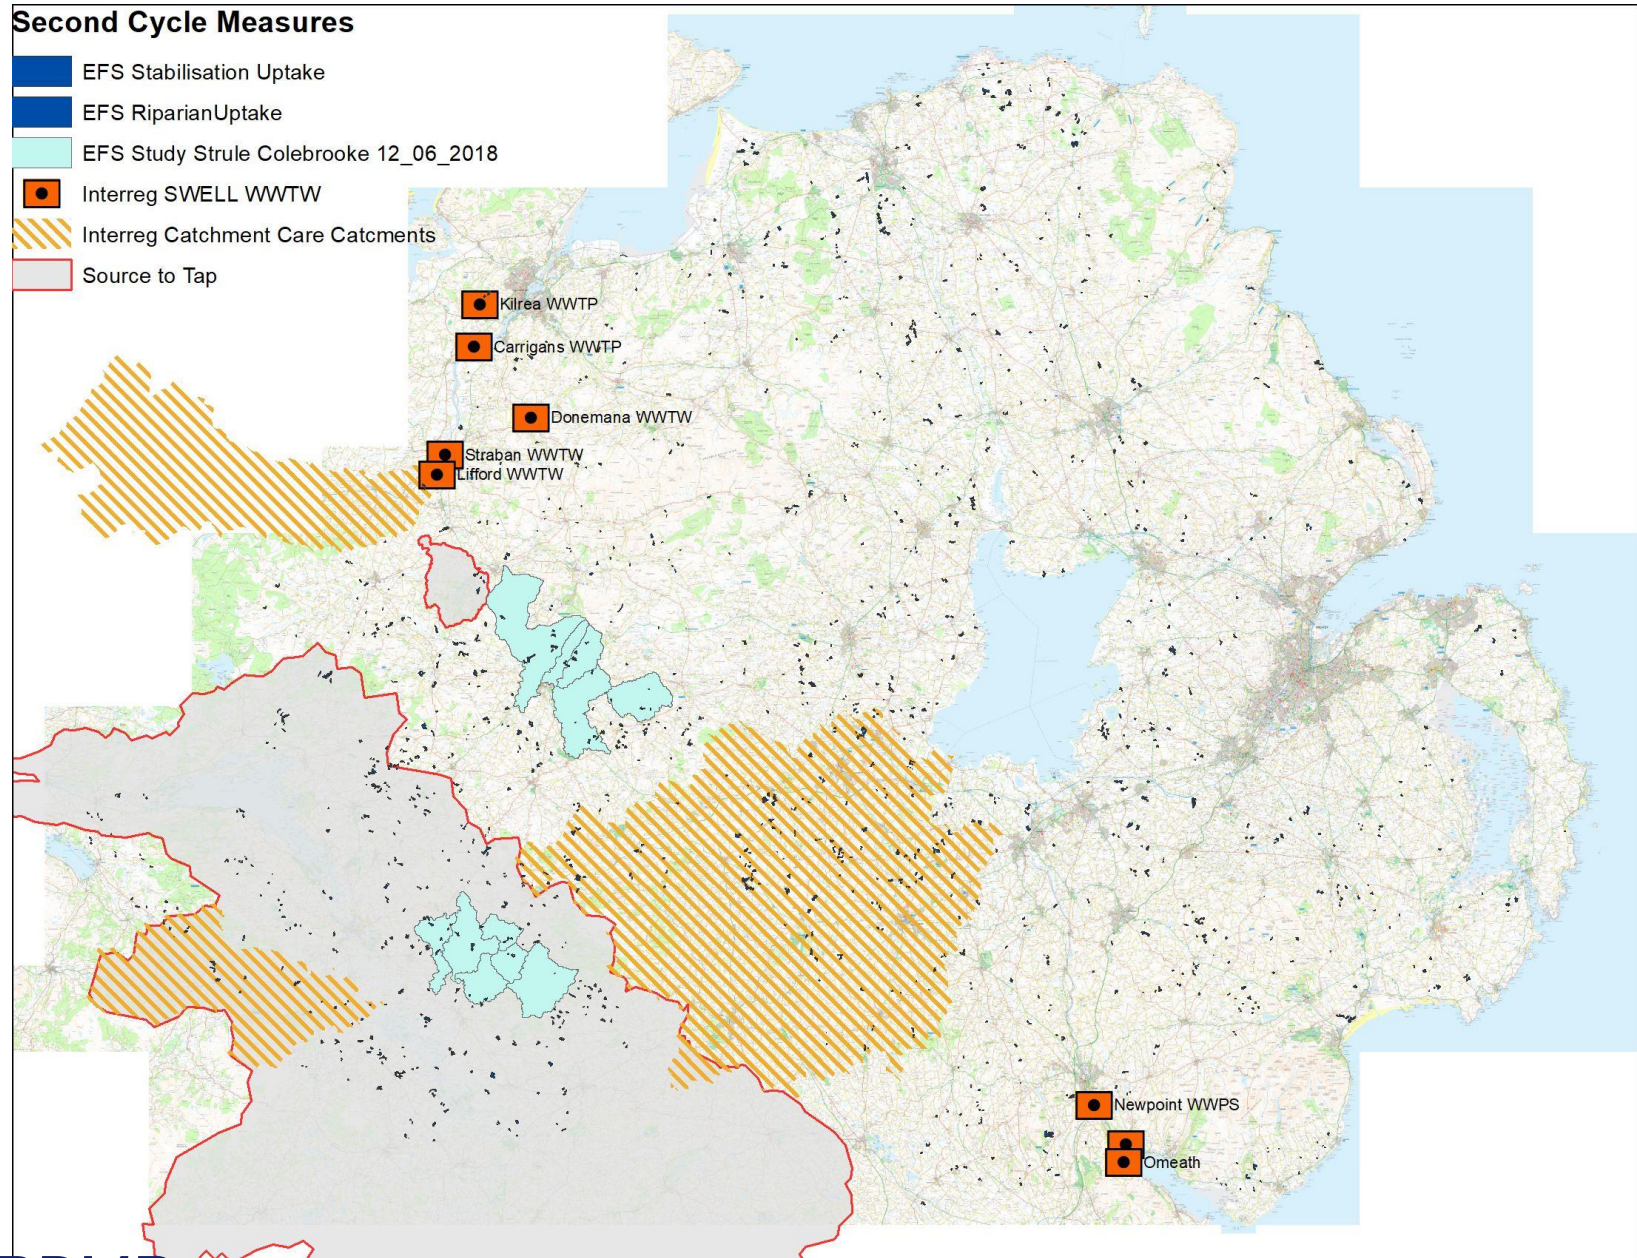 Second Cycle Measures
EFS Stabilisation Uptake
EFS RiparianUptake
EFS Study Strule Colebrooke 12_06_2018
Interreg SWELL WWTW
Interreg Catchment Care Catcments
Source to Tap
Kilrea WWTP
Carrigans WWTP
Donemana WWTW
Straban WWTW
Lifford WWTW
Newpoint WWPS
Omeath